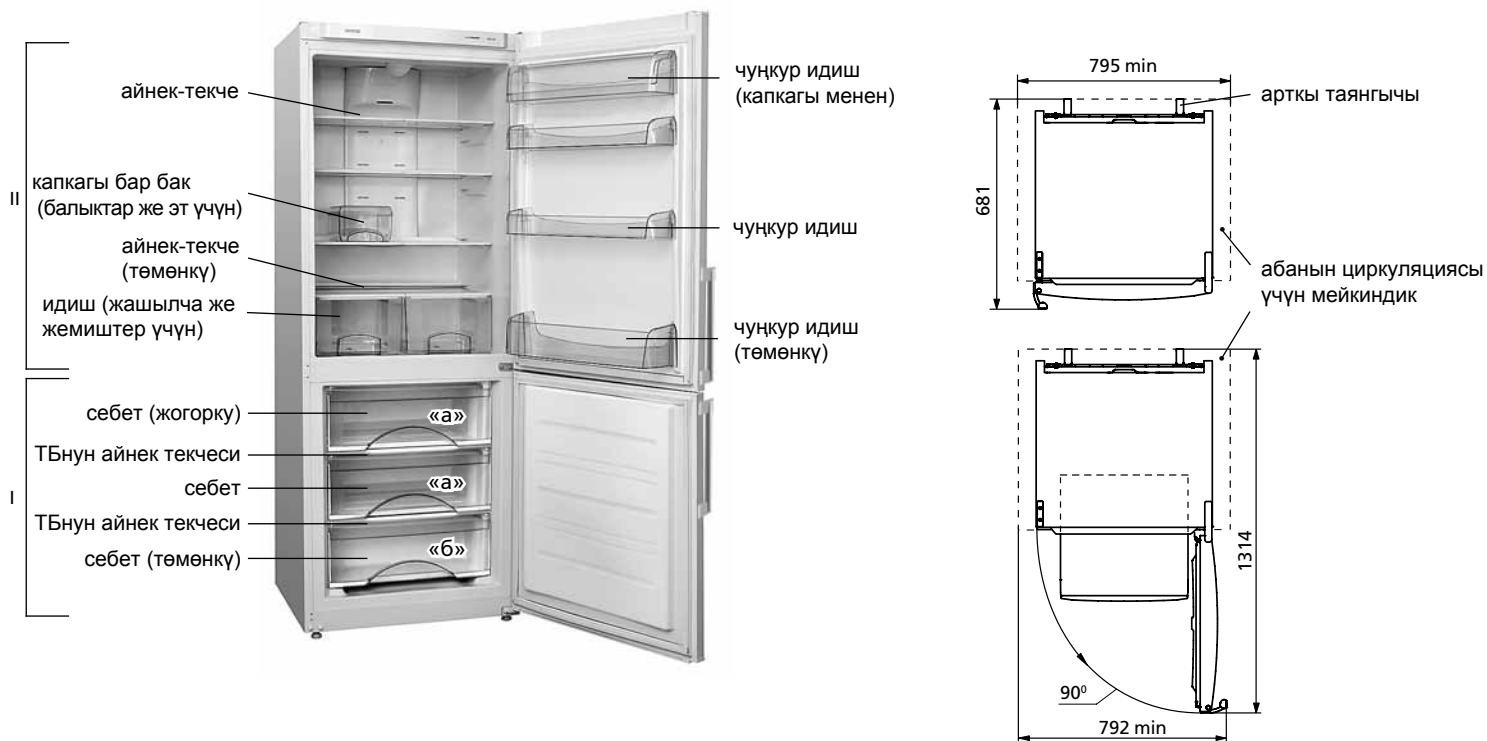 II
айнек-текче
капкагы бар бак
(балыктар же эт үчүн)
айнек-текче
(төмөнкү)
идиш (жашылча же
жемиштер үчүн)
I
себет (жогорку)
ТБнун айнек текчеси
себет
ТБнун айнек текчеси
себет (төмөнкү)
«а»
«а»
«б»
чуңкур идиш
(капкагы менен)
чуңкур идиш
чуңкур идиш
(төмөнкү)
795 min
арткы таянгычы
681
абанын циркуляциясы
үчүн мейкиндик
1314
90⁰
792 min